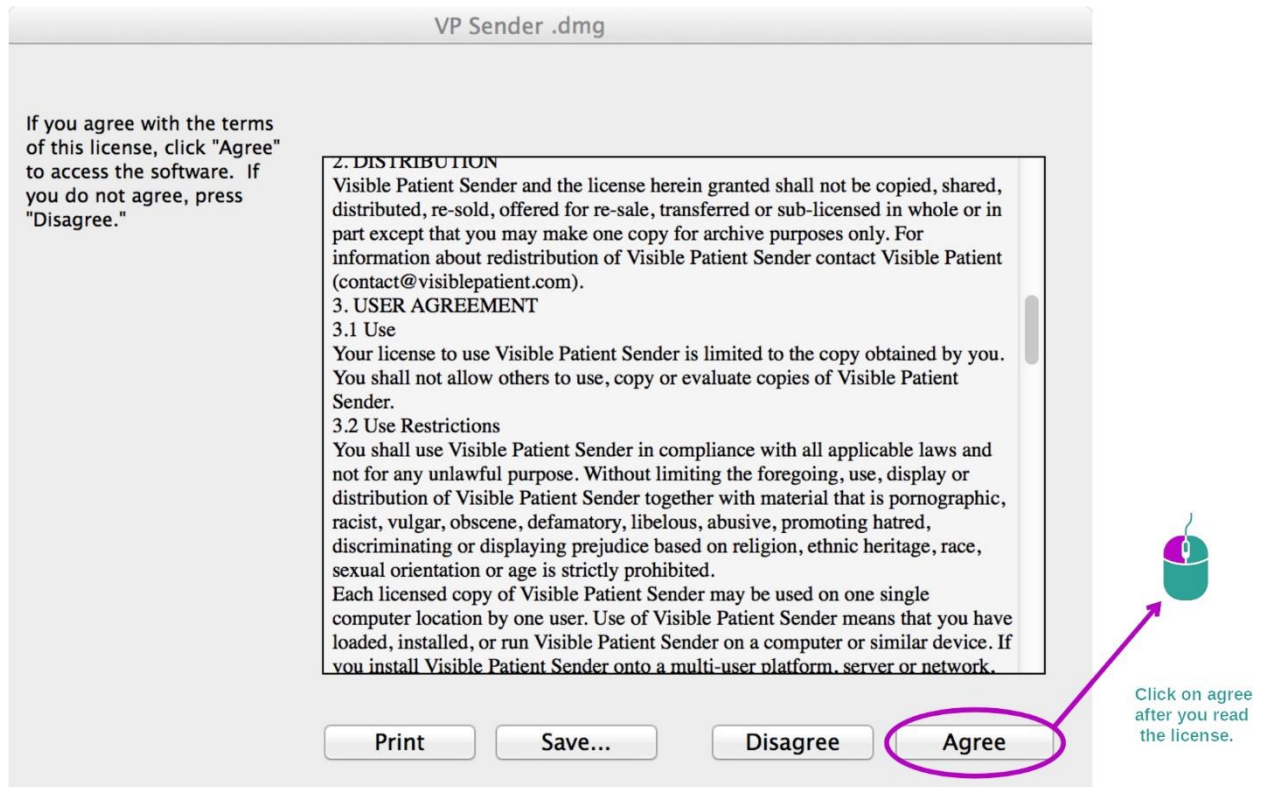 VP Sender .dmg
If you agree with the terms
of this license, click "Agree"
to access the software.  If
you do not agree, press
"Disagree."
2. DISTRIBUTION
Visible Patient Sender and the license herein granted shall not be copied, shared,
distributed, re-sold, offered for re-sale, transferred or sub-licensed in whole or in
part except that you may make one copy for archive purposes only. For
information about redistribution of Visible Patient Sender contact Visible Patient
(contact@visiblepatient.com).
3. USER AGREEMENT
3.1 Use
Your license to use Visible Patient Sender is limited to the copy obtained by you.
You shall not allow others to use, copy or evaluate copies of Visible Patient
Sender.
3.2 Use Restrictions
You shall use Visible Patient Sender in compliance with all applicable laws and
not for any unlawful purpose. Without limiting the foregoing, use, display or
distribution of Visible Patient Sender together with material that is pornographic,
racist, vulgar, obscene, defamatory, libelous, abusive, promoting hatred,
discriminating or displaying prejudice based on religion, ethnic heritage, race,
sexual orientation or age is strictly prohibited.
Each licensed copy of Visible Patient Sender may be used on one single
computer location by one user. Use of Visible Patient Sender means that you have
loaded, installed, or run Visible Patient Sender on a computer or similar device. If
you install Visible Patient Sender onto a multi-user platform, server or network,
Print
Save...
Disagree
Agree
Click on agree
after you read
the license.